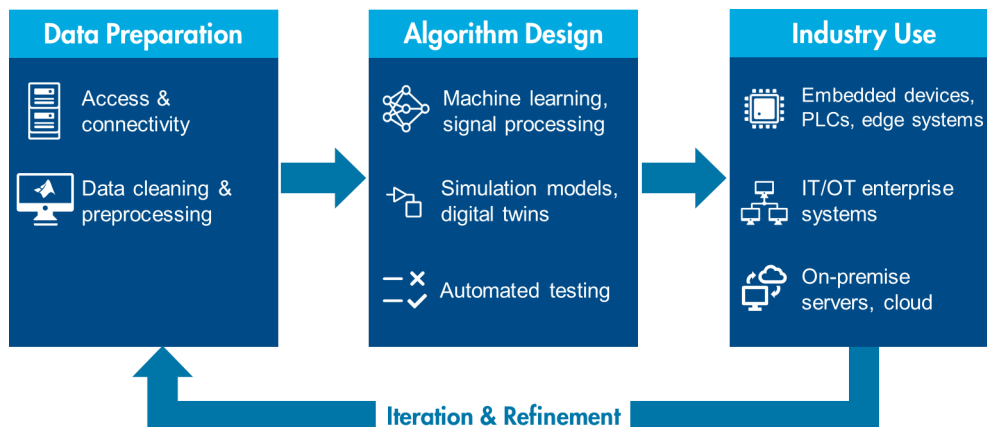 Data Preparation
Access &
connectivity
Data cleaning &
preprocessing
Algorithm Design
Machine learning,
signal processing
Simulation models,
digital twins
Automated testing
Industry Use
Embedded devices,
PLCs, edge systems
IT/OT enterprise
systems
On-premise
servers, cloud
Iteration & Refinement